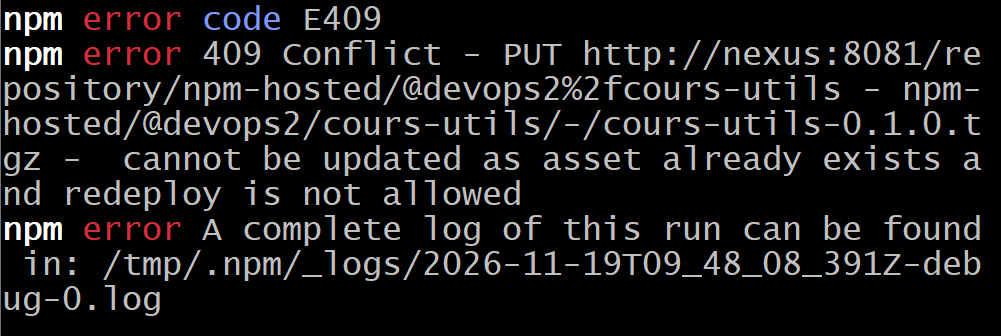 npm error code E409
npm error 409 Conflict - PUT http://nexus:8081/re
pository/npm-hosted/@devops2%2fcours-utils - npm-
hosted/@devops2/cours-utils/-/cours-utils-0.1.0.t
gz -  cannot be updated as asset already exists a
nd redeploy is not allowed
npm error A complete log of this run can be found
 in: /tmp/.npm/_logs/2026-11-19T09_48_08_391Z-deb
ug-0.log